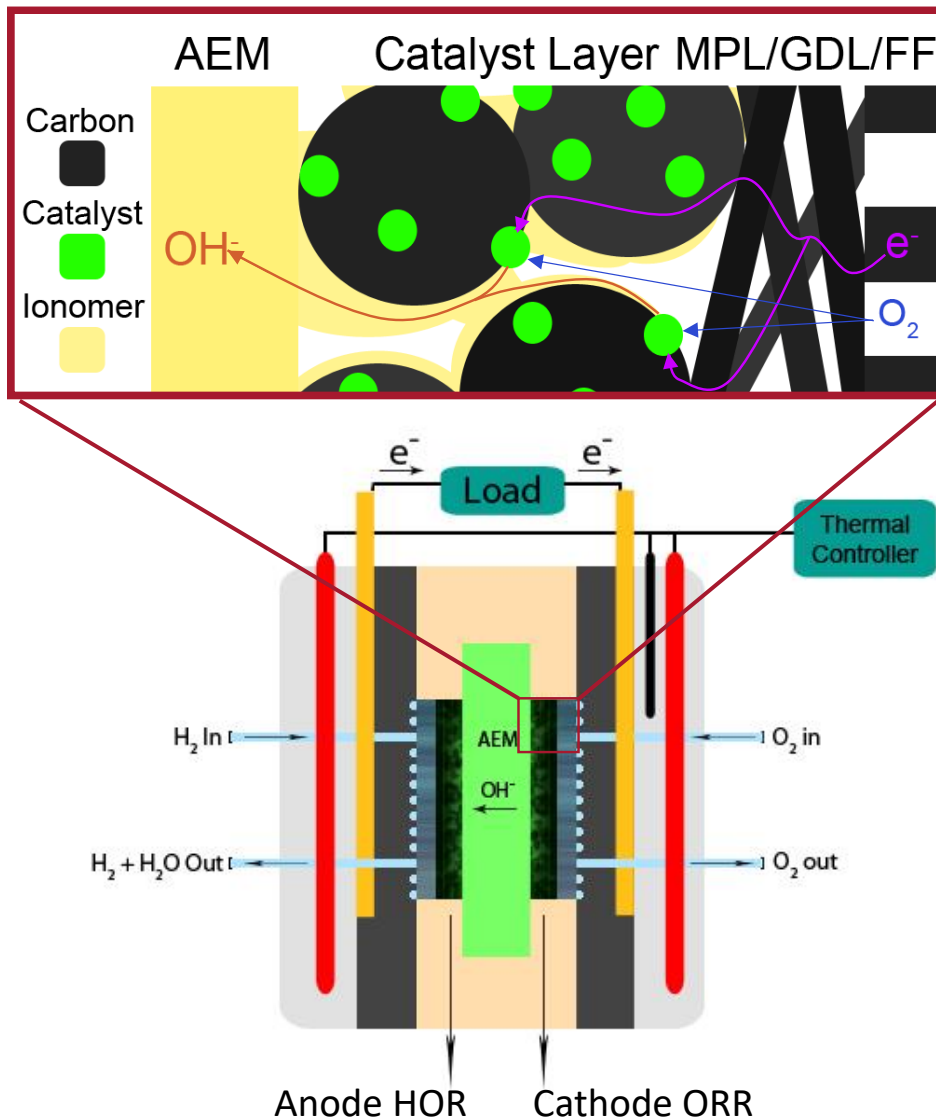 AEM Catalyst Layer MPL/GDL/FF
Carbon
Catalyst
Ionomer
OH-
e-
O2
e- e-
Load
Thermal
Controller
H2 In
AEM
O2 in
OH-
H2 + H2O Out
O2 out
Anode HOR Cathode ORR